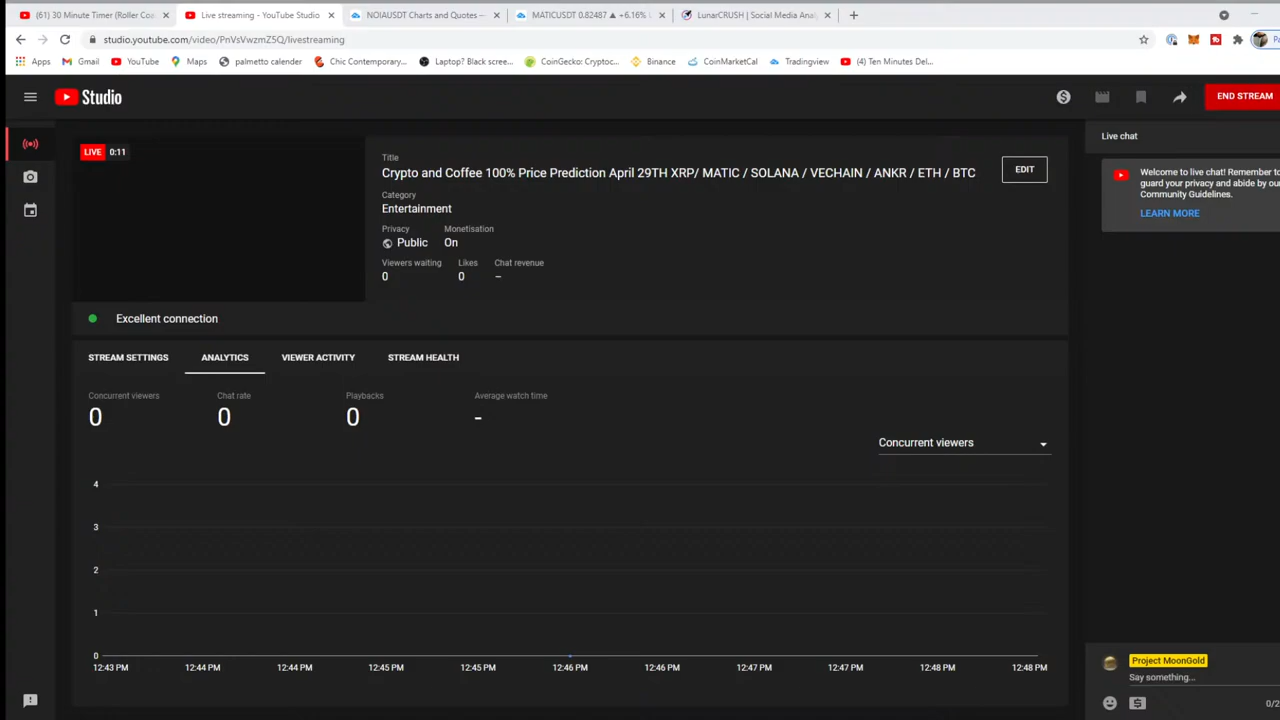 (61) 30 Minute Timer (Roller Coa
Live streaming - YouTube Studio
NOIAUSDT Charts and Quotes —
MATICUSDT 0.82487 ▲ +6.16%
LunarCRUSH | Social Media Ana
studio.youtube.com/video/PnVsVwzmZ5Q/livestreaming
Apps
Gmail
YouTube
Maps
palmetto calender
Chic Contemporary...
Laptop? Black scree...
CoinGecko: Cryptoc...
Binance
CoinMarketCal
Tradingview
(4) Ten Minutes Del...
Studio
END STREAM
LIVE 0:11
Title
Crypto and Coffee 100% Price Prediction April 29TH XRP/ MATIC / SOLANA / VECHAIN / ANKR / ETH / BTC
EDIT
Category
Entertainment
Privacy Monetisation
Public On
Viewers waiting Likes Chat revenue
0 0 –
Live chat
Welcome to live chat! Remember to
guard your privacy and abide by our
Community Guidelines.
LEARN MORE
Excellent connection
STREAM SETTINGS ANALYTICS VIEWER ACTIVITY STREAM HEALTH
Concurrent viewers Chat rate Playbacks Average watch time
0 0 0 -
Concurrent viewers
4
3
2
1
0
12:43 PM 12:44 PM 12:44 PM 12:45 PM 12:45 PM 12:46 PM 12:46 PM 12:47 PM 12:47 PM 12:48 PM 12:48 PM
Project MoonGold
Say something...